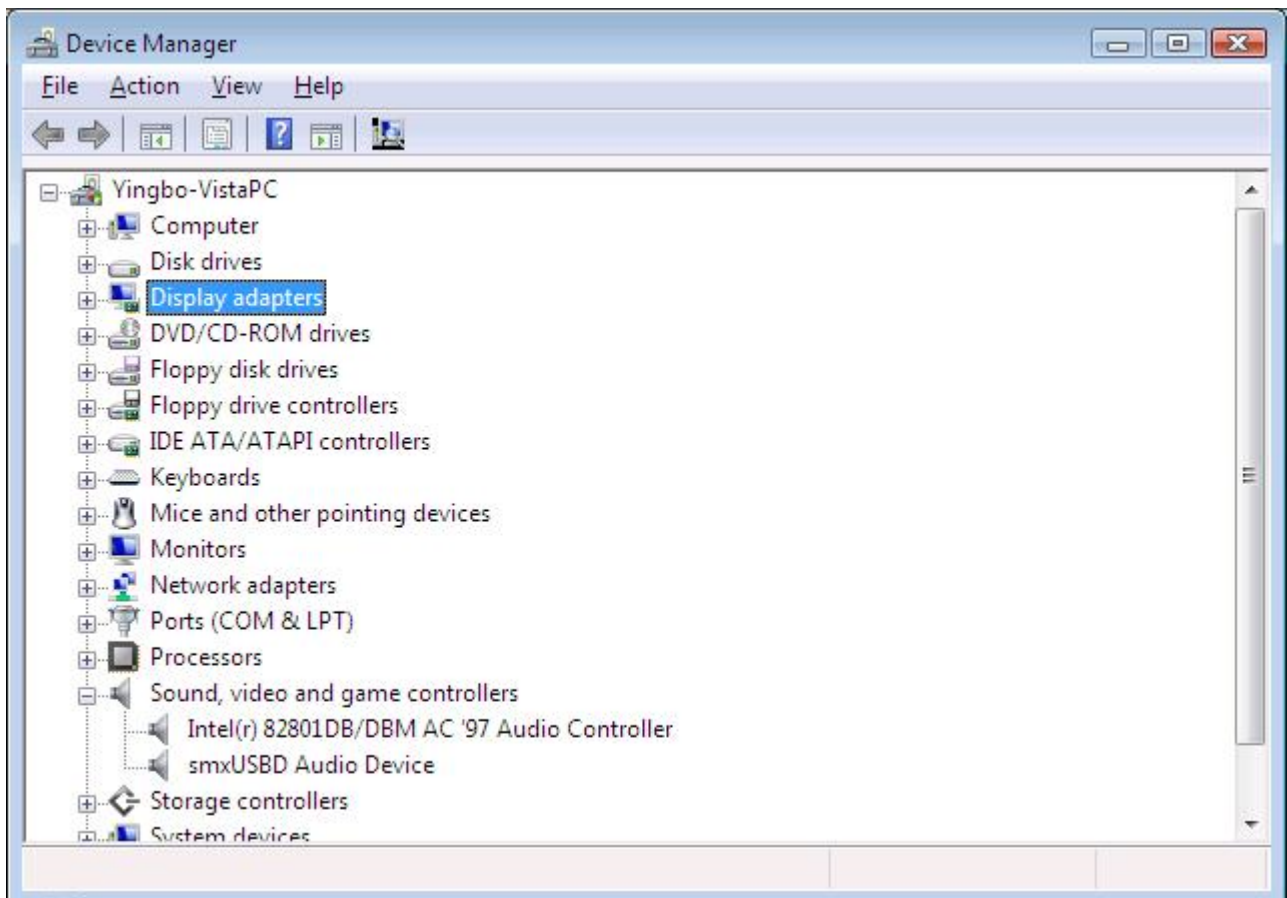 Device Manager
File Action View Help
Yingbo-VistaPC
Computer
Disk drives
Display adapters
DVD/CD-ROM drives
Floppy disk drives
Floppy drive controllers
IDE ATA/ATAPI controllers
Keyboards
Mice and other pointing devices
Monitors
Network adapters
Ports (COM & LPT)
Processors
Sound, video and game controllers
Intel(r) 82801DB/DBM AC '97 Audio Controller
smxUSBD Audio Device
Storage controllers
System devices